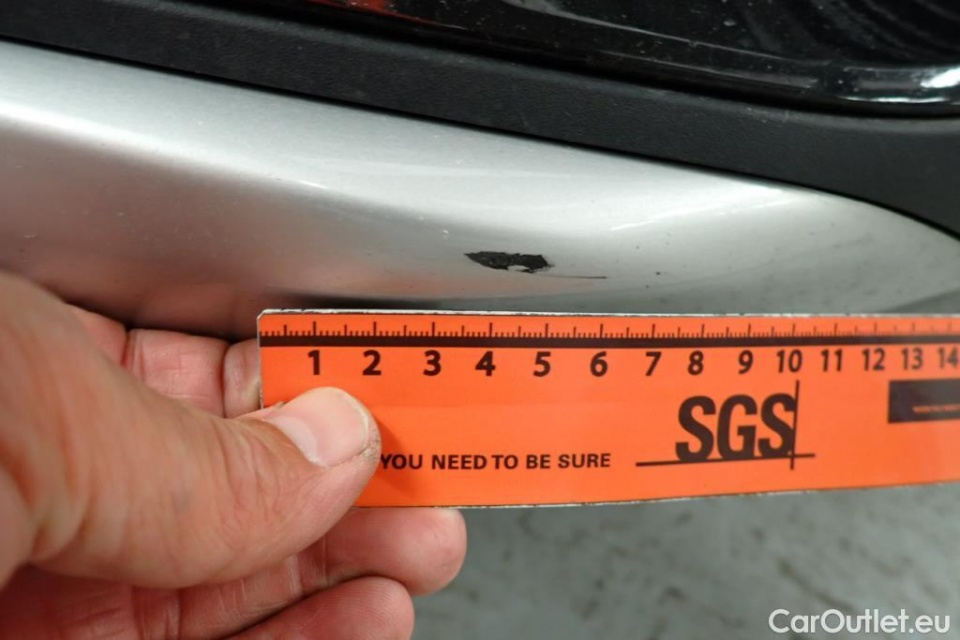 1 2 3 4 5 6 7 8 9 10 11 12 13 14
SGS
YOU NEED TO BE SURE
CarOutlet.eu